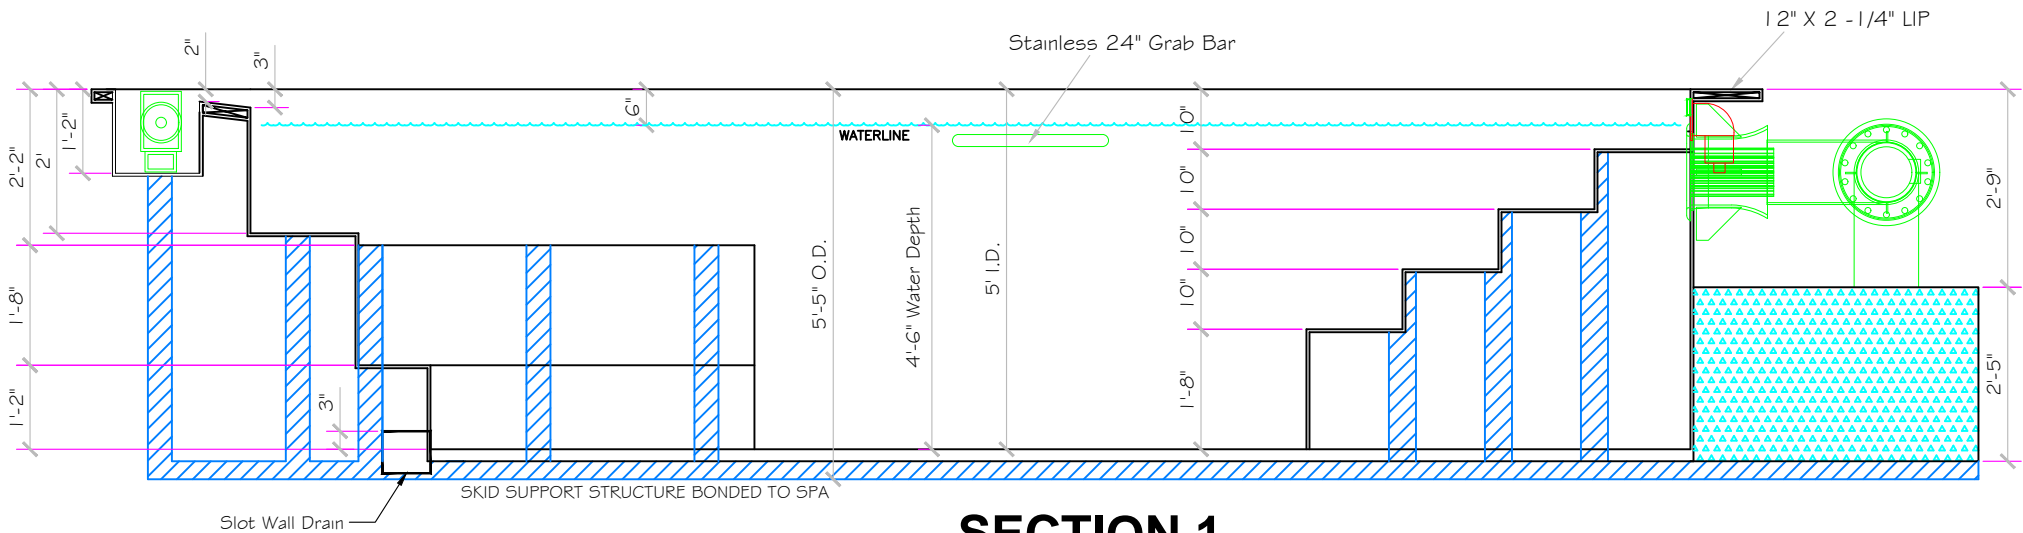 12" X 2 -1/4" LIP
Stainless 24" Grab Bar
2"
3"
6"
10"
1'-2"
2'
2'-2"
WATERLINE
10"
2'-9"
10"
5'-5" O.D.
4'-6" Water Depth
5' I.D.
1'-8"
10"
2'-5"
1'-8"
1'-2"
3"
SKID SUPPORT STRUCTURE BONDED TO SPA
Slot Wall Drain
SECTION 1